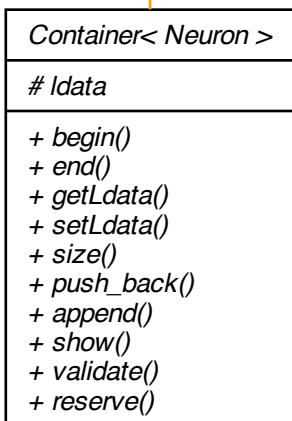 Container< Neuron >
# ldata
+ begin()
+ end()
+ getLdata()
+ setLdata()
+ size()
+ push_back()
+ append()
+ show()
+ validate()
+ reserve()